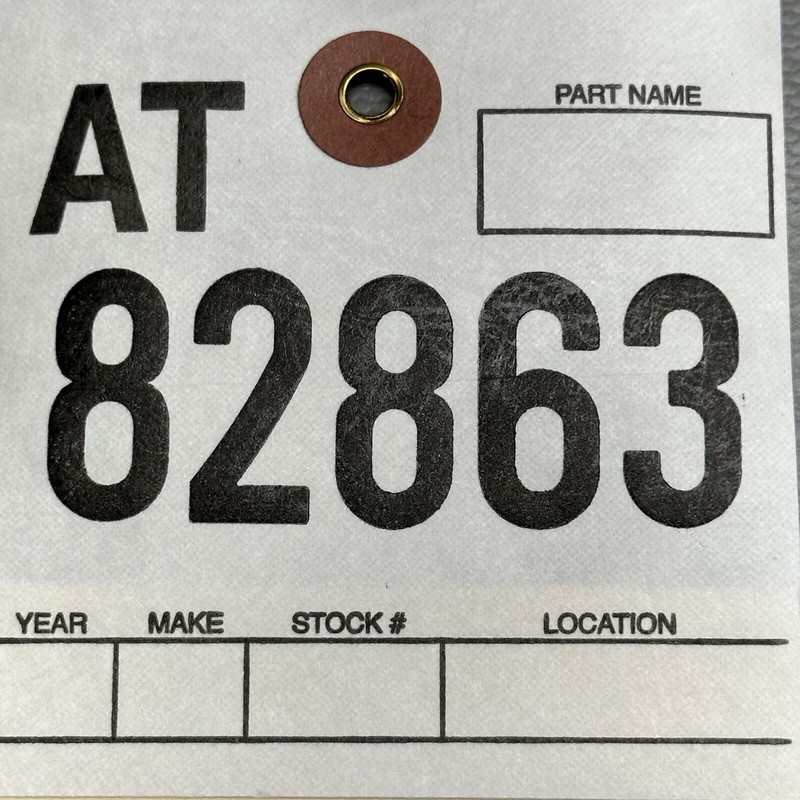 AT
PART NAME
82863
YEAR MAKE STOCK # LOCATION